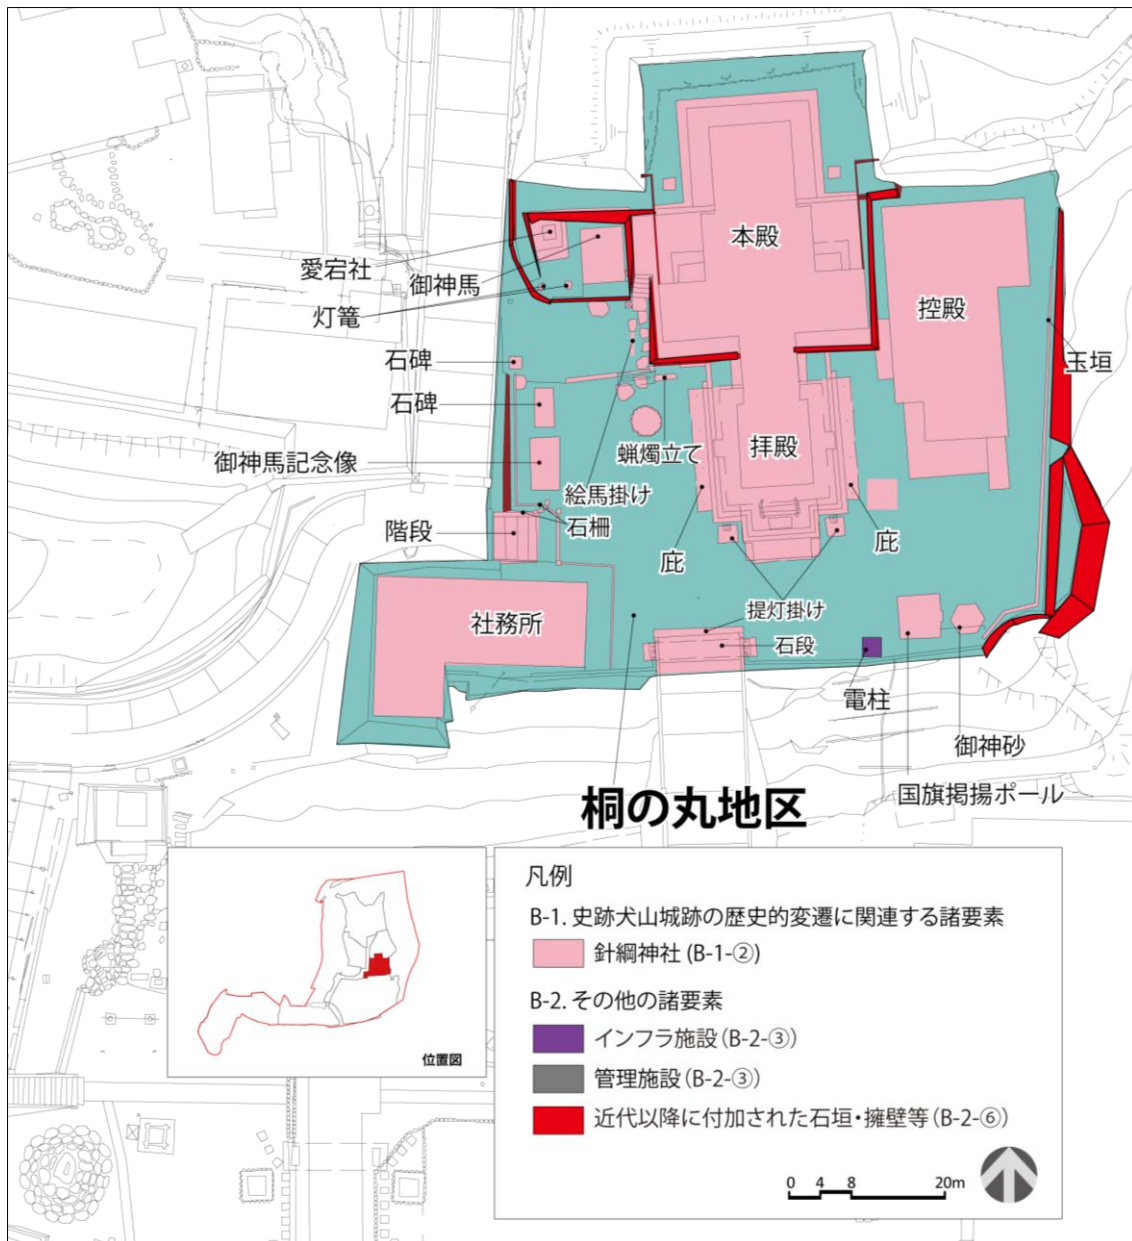 本殿
愛宕社
御神馬
灯篭
控殿
石碑
玉垣
石碑
拝殿
御神馬記念像
蝋燭立て
絵馬掛け
階段
石柵
庇
庇
社務所
提灯掛け
石段
電柱
御神砂
国旗掲揚ポール
桐の丸地区
位置図
凡例
B-1. 史跡犬山城跡の歴史的変遷に関連する諸要素
針綱神社 (B-1-②)
B-2. その他の諸要素
インフラ施設 (B-2-③)
管理施設 (B-2-③)
近代以降に付加された石垣・擁壁等 (B-2-⑥)
0 4 8 20m